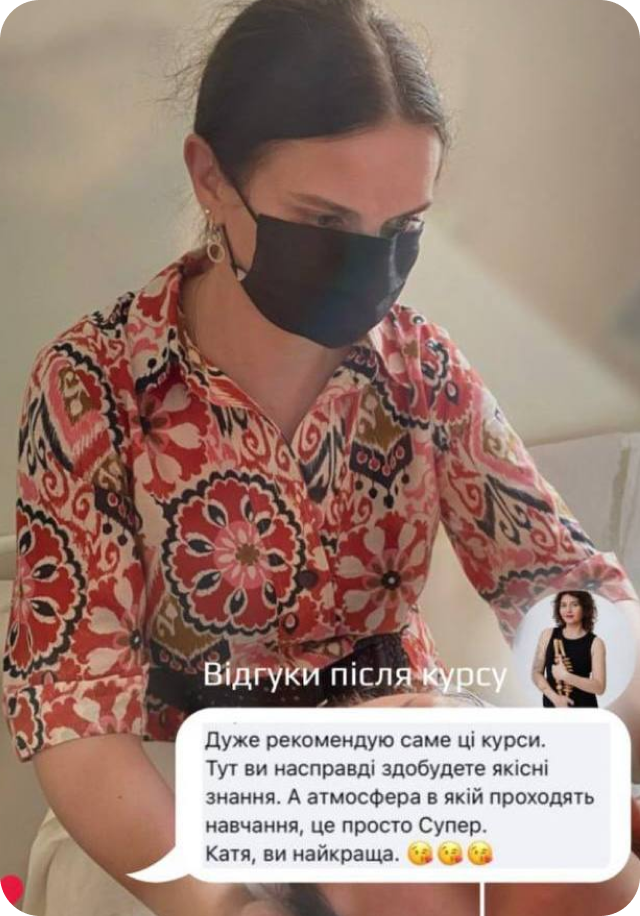 Відгуки після курсу
Дуже рекомендую саме ці курси.
Тут ви насправді здобудете якісні
знання. А атмосфера в якій проходять
навчання, це просто Супер.
Катя, ви найкраща. 😘😘😘